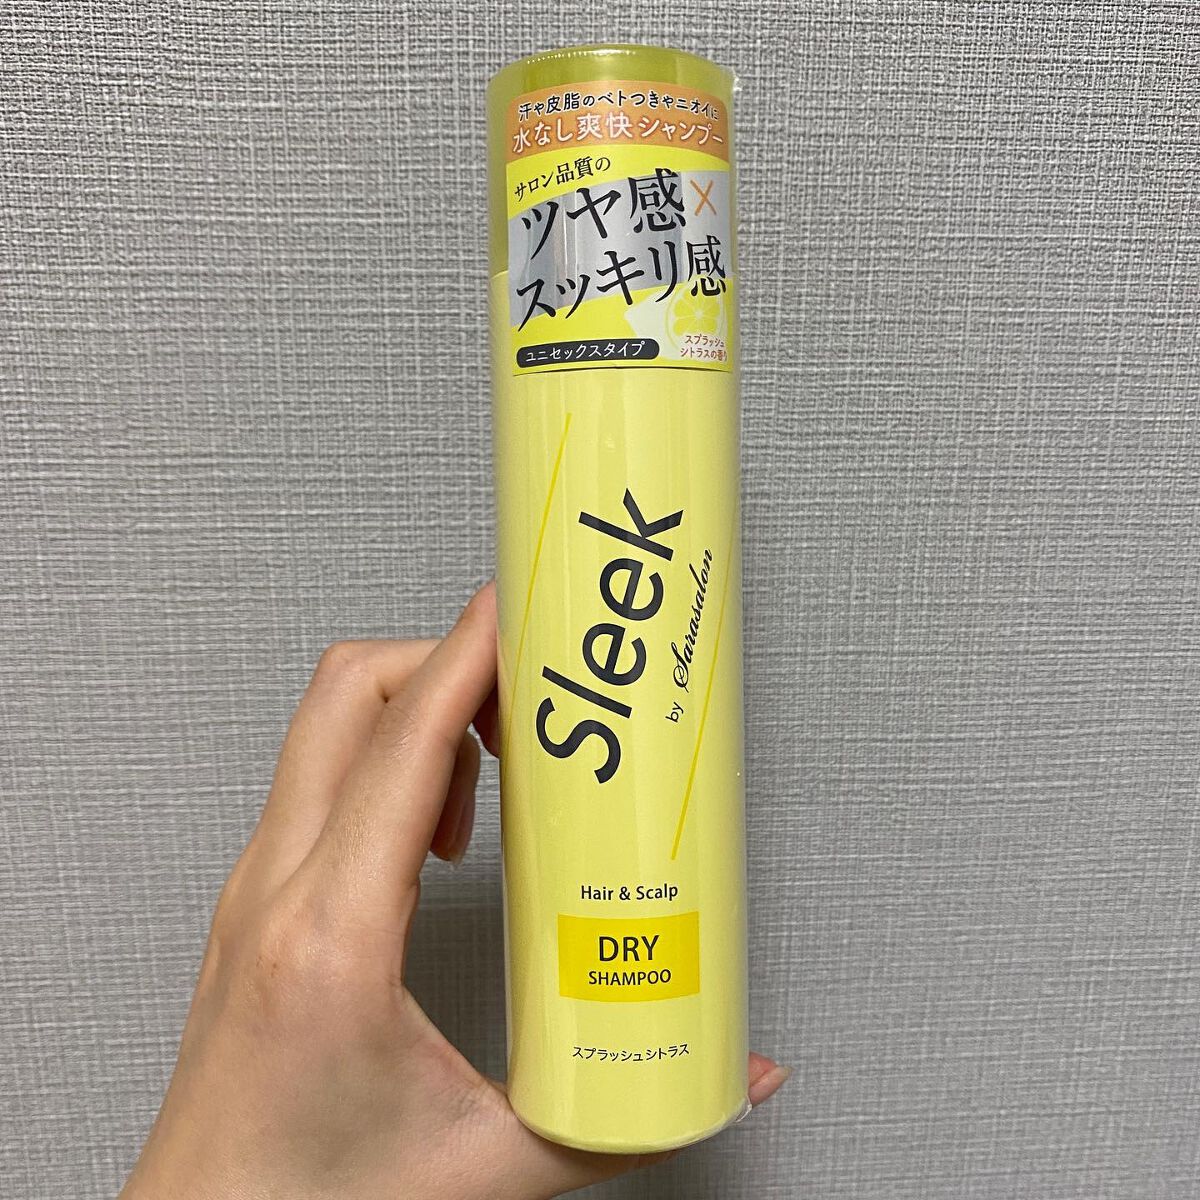 汗や皮脂のベトつきやニオイに
水なし爽快シャンプー
サロン品質の
ツヤ感×
スッキリ感
ユニセックスタイプ
スプラッシュ
シトラスの香り
Sleek
by Sarasalon
Hair & Scalp
DRY
SHAMPOO
スプラッシュシトラス